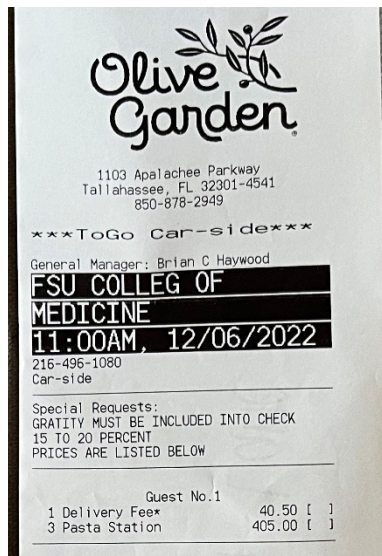 Olive
Garden
1103 Apalachee Parkway
Tallahassee, FL 32301-4541
850-878-2949
***ToGo Car-side***
General Manager: Brian C Haywood
FSU COLLEG OF
MEDICINE
11:00AM, 12/06/2022
216-496-1080
Car-side
Special Requests:
GRATITY MUST BE INCLUDED INTO CHECK
15 TO 20 PERCENT
PRICES ARE LISTED BELOW
Guest No.1
1 Delivery Fee* 40.50 [ ]
3 Pasta Station 405.00 [ ]